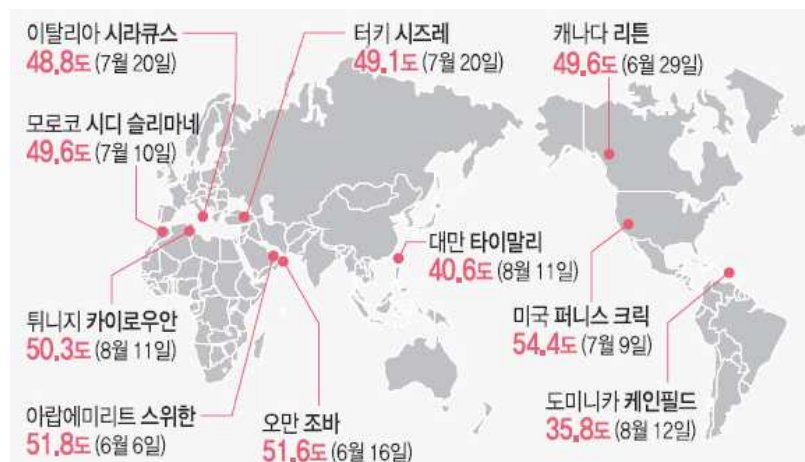 이탈리아 시라큐스
48.8도 (7월 20일)
터키 시즈레
49.1도 (7월 20일)
캐나다 리튼
49.6도 (6월 29일)
모로코 시디 슬리마네
49.6도 (7월 10일)
대만 타이말리
40.6도 (8월 11일)
튀니지 카이로우안
50.3도 (8월 11일)
미국 퍼니스 크릭
54.4도 (7월 9일)
아랍에미리트 스위한
51.8도 (6월 6일)
오만 조바
51.6도 (6월 16일)
도미니카 케인필드
35.8도 (8월 12일)